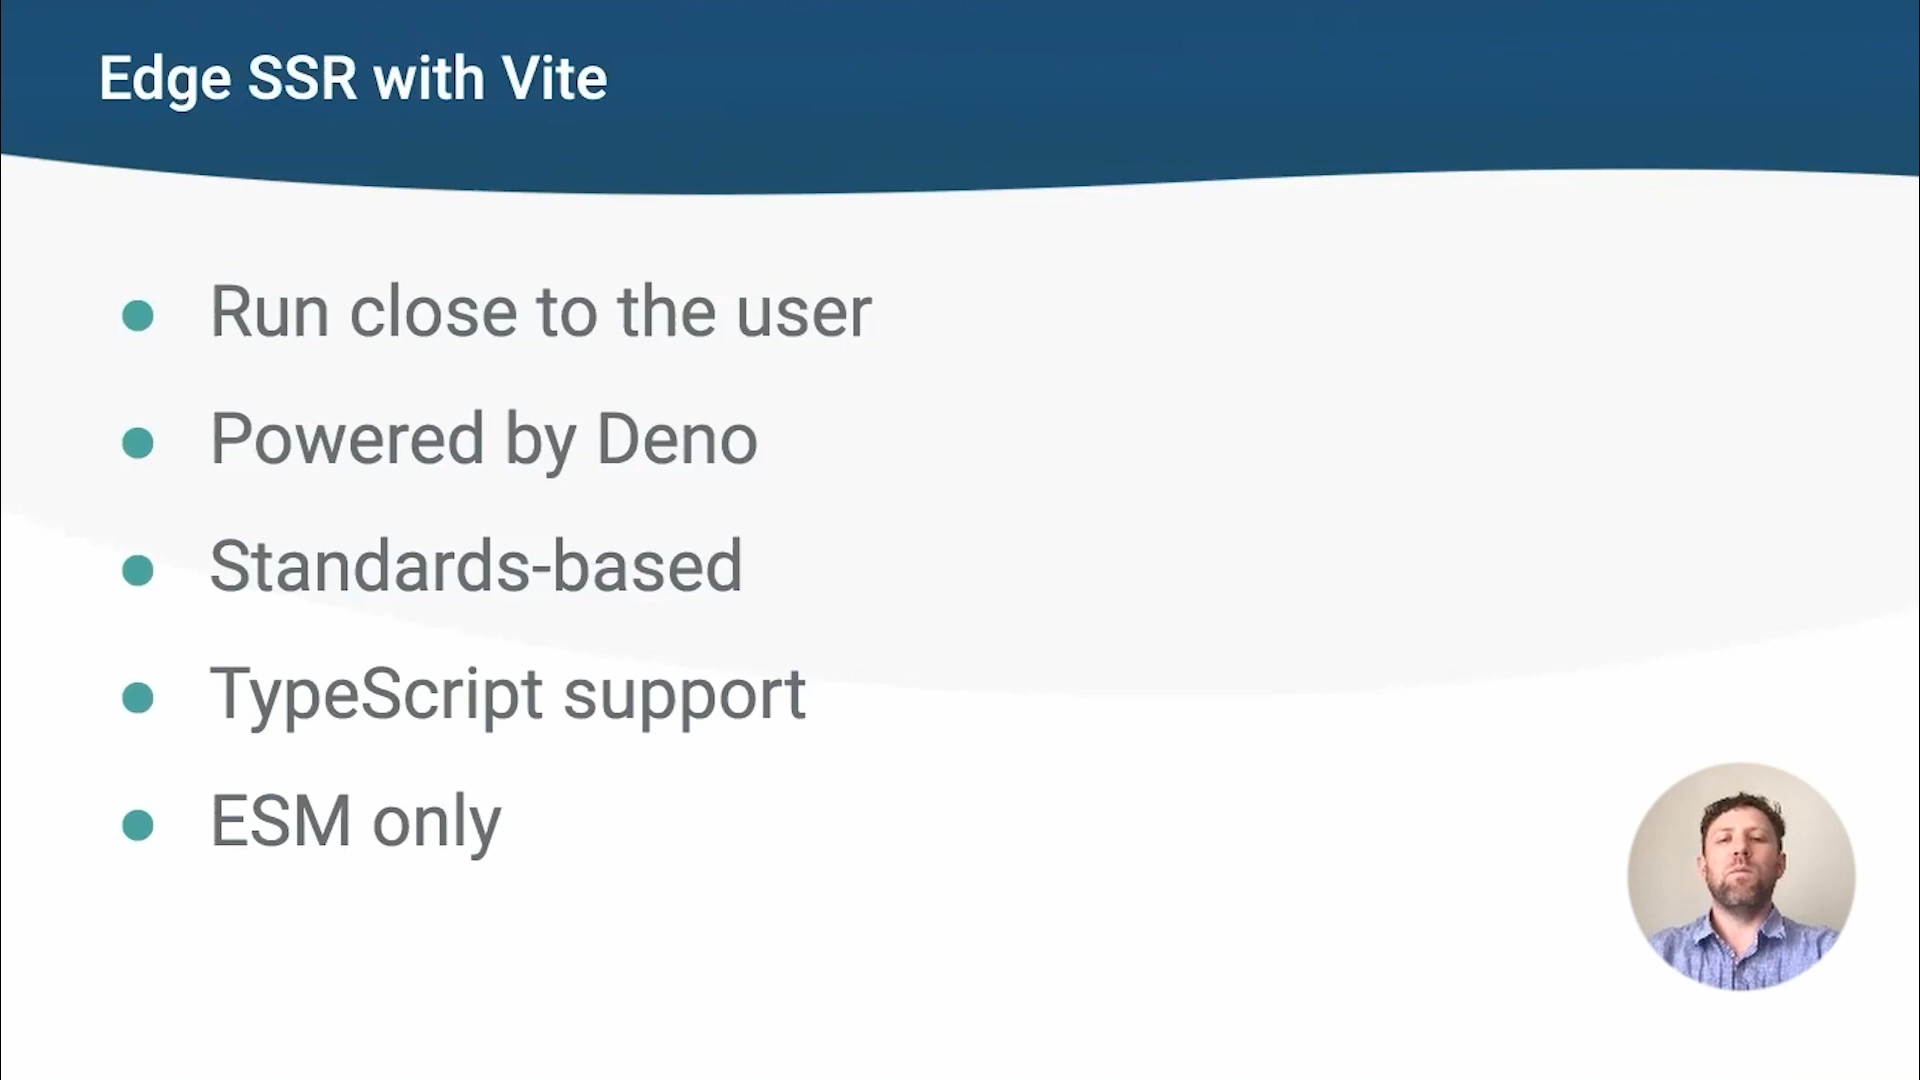 Edge SSR with Vite
Run close to the user
Powered by Deno
Standards-based
TypeScript support
ESM only